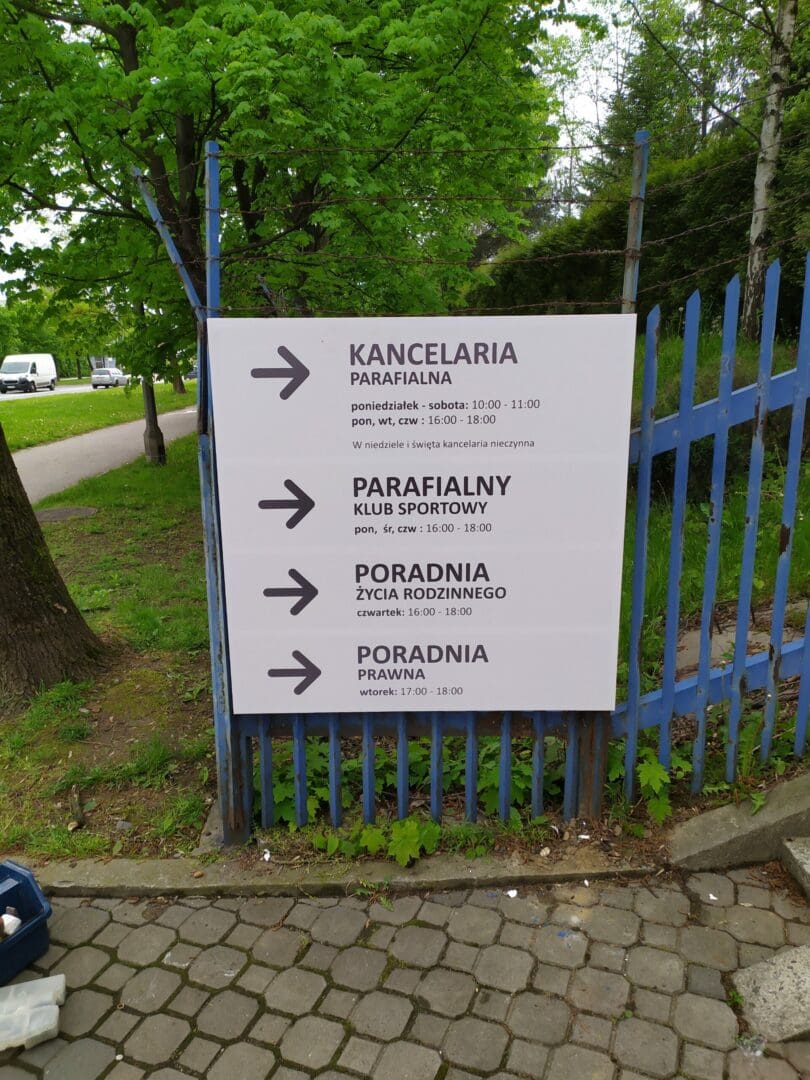 KANCELARIA
PARAFIALNA
poniedziałek - sobota: 10:00 - 11:00
pon, wt, czw : 16:00 - 18:00
W niedziele i święta kancelaria nieczynna
PARAFIALNY
KLUB SPORTOWY
pon, śr, czw : 16:00 - 18:00
PORADNIA
ŻYCIA RODZINNEGO
czwartek: 16:00 - 18:00
PORADNIA
PRAWNA
wtorek: 17:00 - 18:00